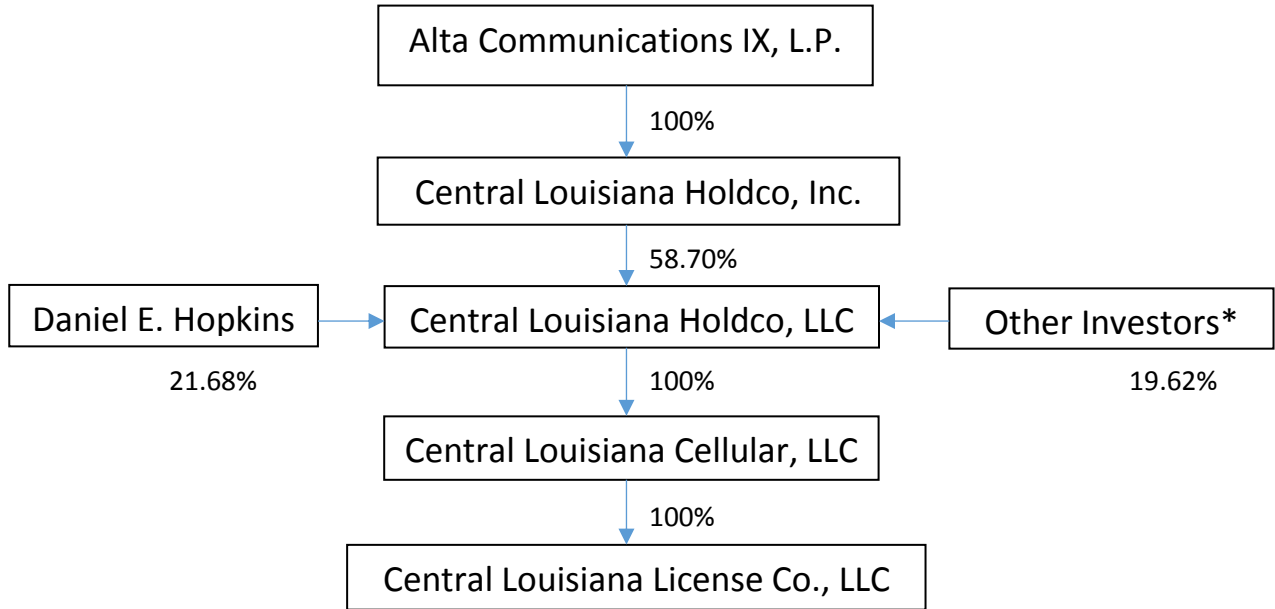 Alta Communications IX, L.P.
100%
Central Louisiana Holdco, Inc.
58.70%
Daniel E. Hopkins
Central Louisiana Holdco, LLC
Other Investors*
21.68%
100%
19.62%
Central Louisiana Cellular, LLC
100%
Central Louisiana License Co., LLC